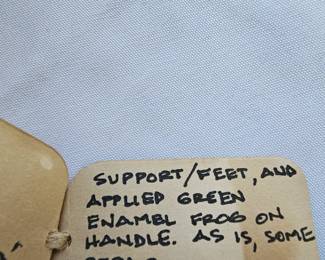 SUPPORT/FEET, AND
APPLIED GREEN
ENAMEL FROG ON
HANDLE. AS IS, SOME